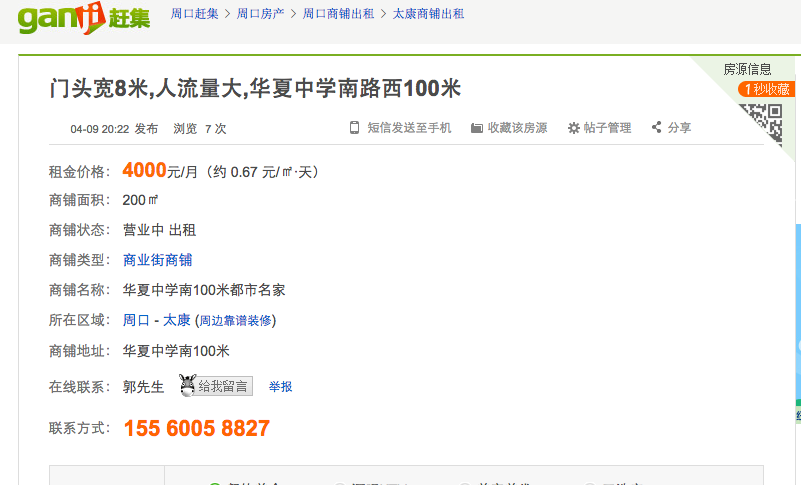 ganji 赶集 周口赶集 > 周口房产 > 周口商铺出租 > 太康商铺出租
房源信息
1秒收藏
门头宽8米,人流量大,华夏中学南路西100米
04-09 20:22 发布 浏览 7 次 短信发送至手机 收藏该房源 帖子管理 分享
租金价格: 4000元/月（约 0.67 元/㎡·天）
商铺面积: 200㎡
商铺状态: 营业中 出租
商铺类型: 商业街商铺
商铺名称: 华夏中学南100米都市名家
所在区域: 周口 - 太康 (周边靠谱装修)
商铺地址: 华夏中学南100米
在线联系: 郭先生 给我留言 举报
联系方式: 155 6005 8827